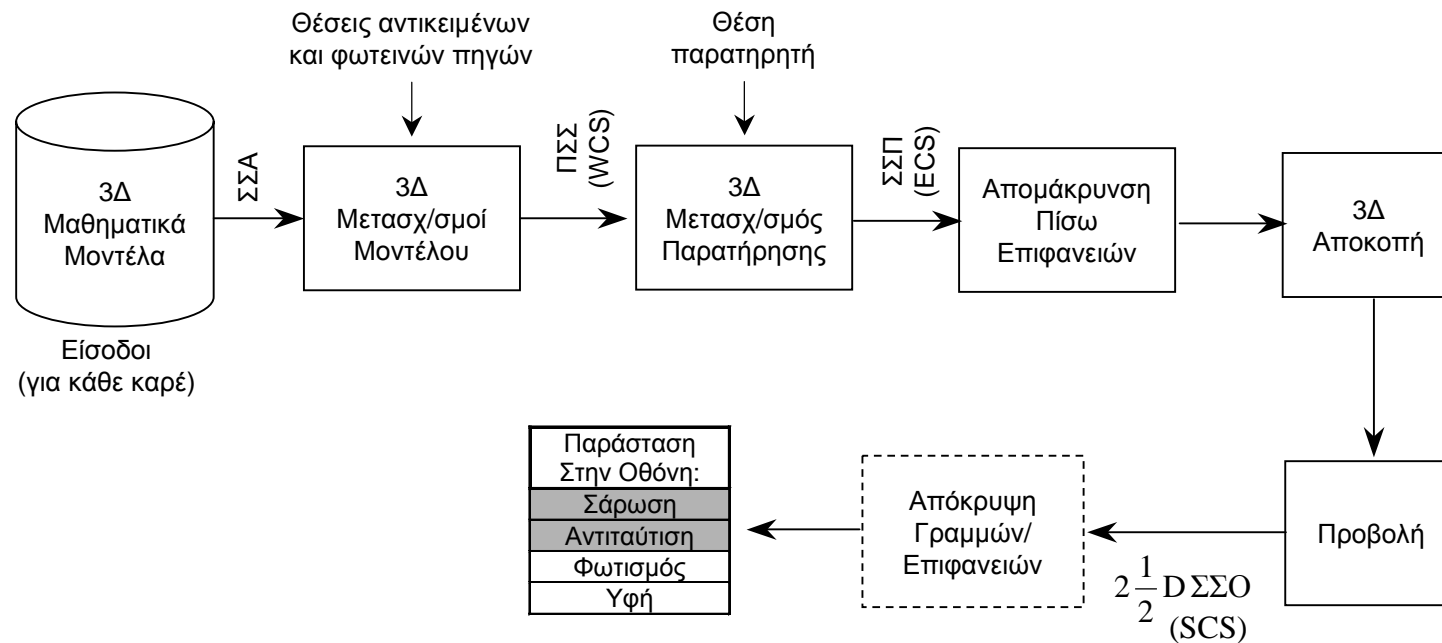 Θέσεις αντικειμένων
και φωτεινών πηγών
Θέση
παρατηρητή
3Δ
Μαθηματικά
Μοντέλα
ΣΣΑ
3Δ
Μετασχ/σμοί
Μοντέλου
ΠΣΣ
(WCS)
3Δ
Μετασχ/σμός
Παρατήρησης
ΣΣΠ
(ECS)
Απομάκρυνση
Πίσω
Επιφανειών
3Δ
Αποκοπή
Είσοδοι
(για κάθε καρέ)
Παράσταση
Στην Οθόνη:
Σάρωση
Αντιταύτιση
Φωτισμός
Υφή
Απόκρυψη
Γραμμών/
Επιφανειών
2 1/2 D ΣΣΟ
(SCS)
Προβολή